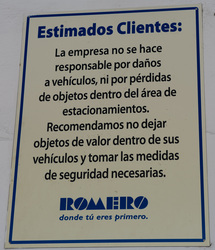 Estimados Clientes:
La empresa no se hace
responsable por daños
a vehículos, ni por pérdidas
de objetos dentro del área de
estacionamientos.
Recomendamos no dejar
objetos de valor dentro de sus
vehículos y tomar las medidas
de seguridad necesarias.
ROMERO
donde tú eres primero.